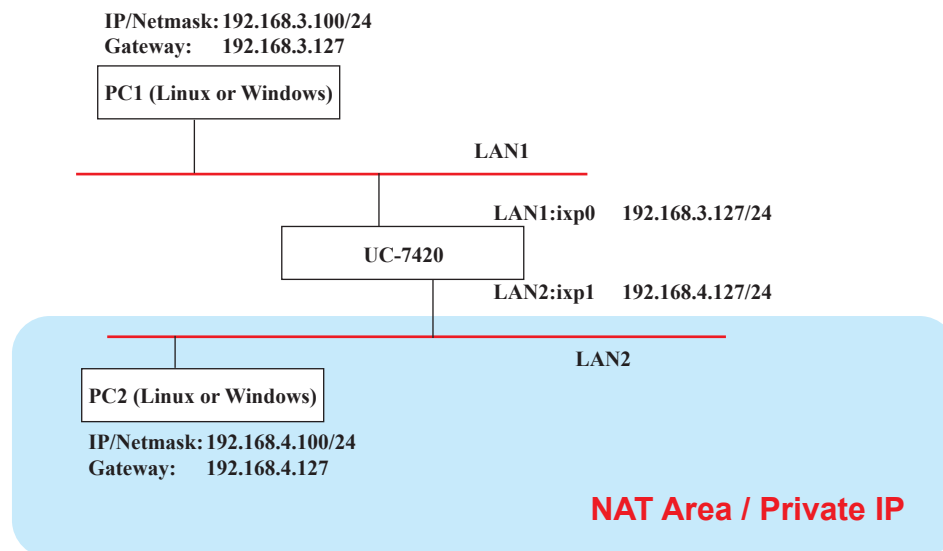 IP/Netmask: 192.168.3.100/24
Gateway: 192.168.3.127
PC1 (Linux or Windows)
LAN1
LAN1:ixp0 192.168.3.127/24
UC-7420
LAN2:ixp1 192.168.4.127/24
LAN2
PC2 (Linux or Windows)
IP/Netmask: 192.168.4.100/24
Gateway: 192.168.4.127
NAT Area / Private IP